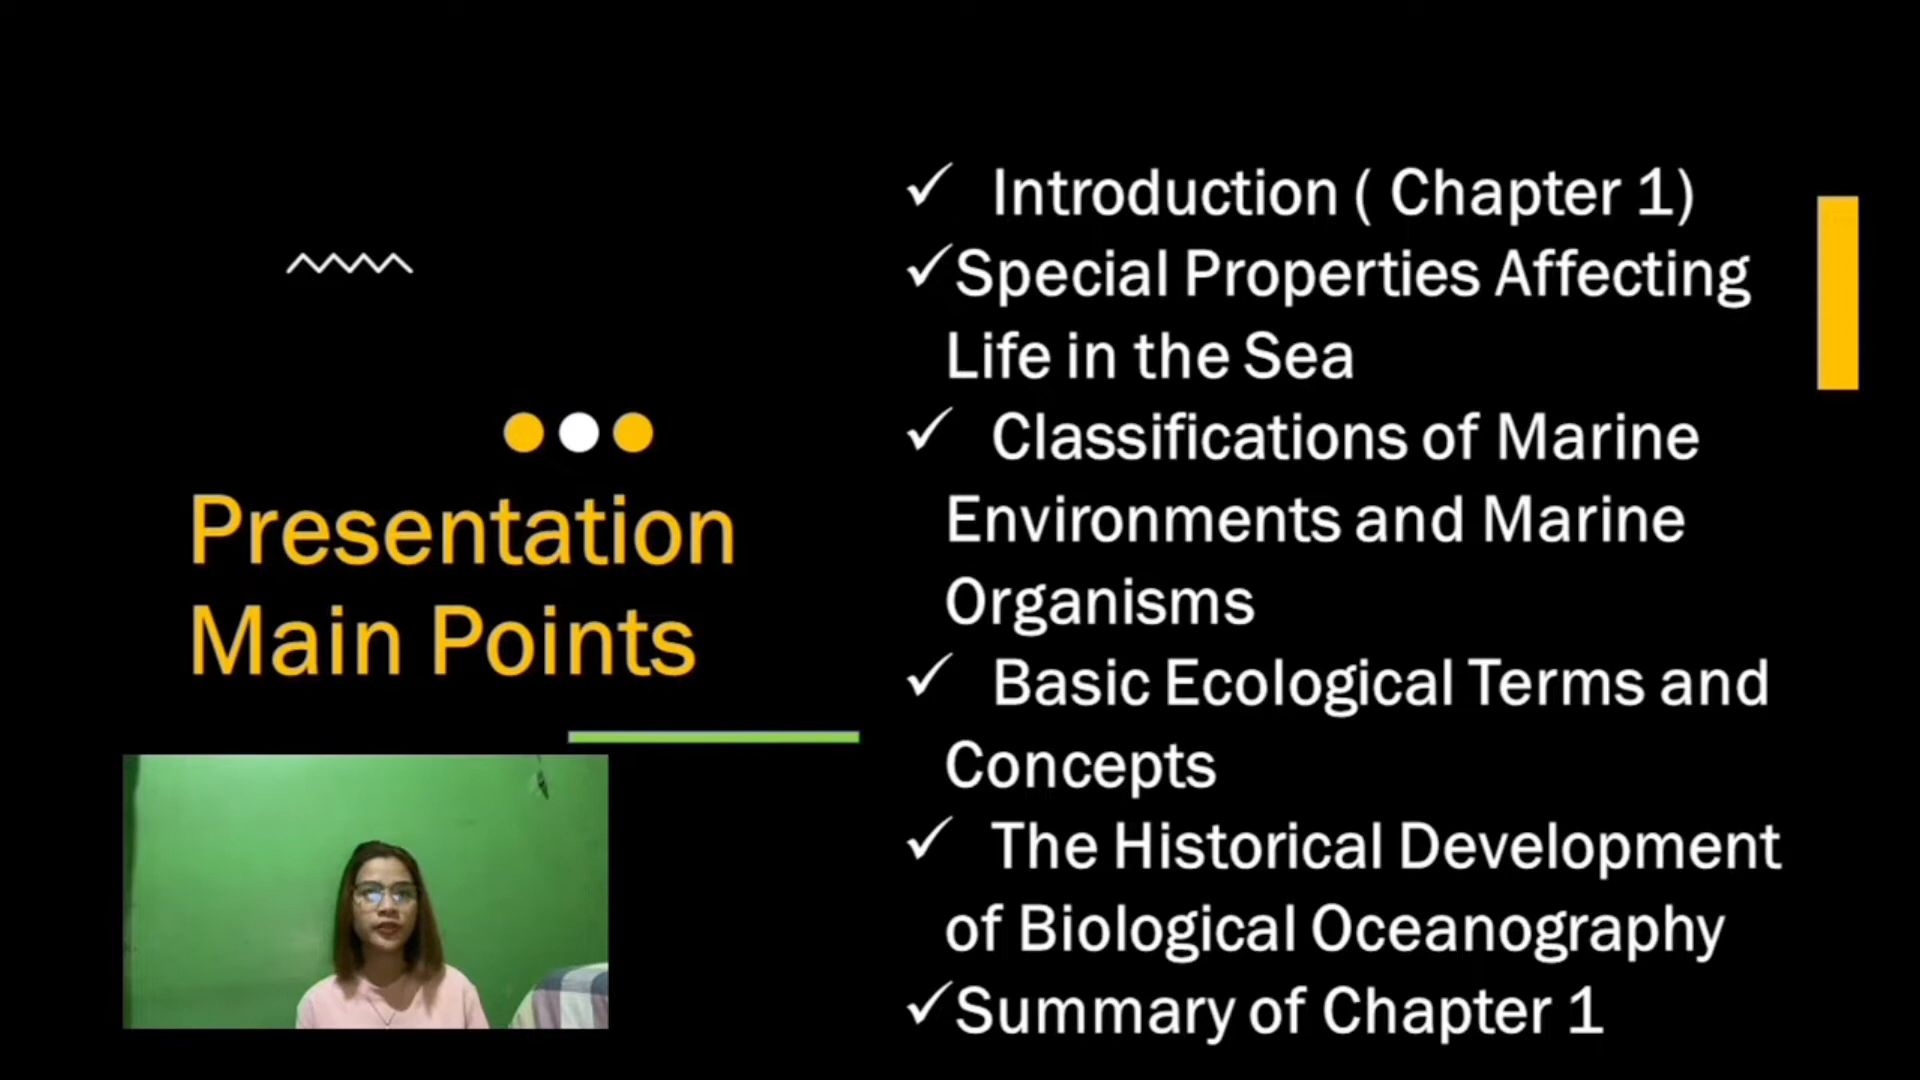 Presentation
Main Points
✓ Introduction ( Chapter 1)
✓Special Properties Affecting
Life in the Sea
✓ Classifications of Marine
Environments and Marine
Organisms
✓ Basic Ecological Terms and
Concepts
✓ The Historical Development
of Biological Oceanography
✓Summary of Chapter 1